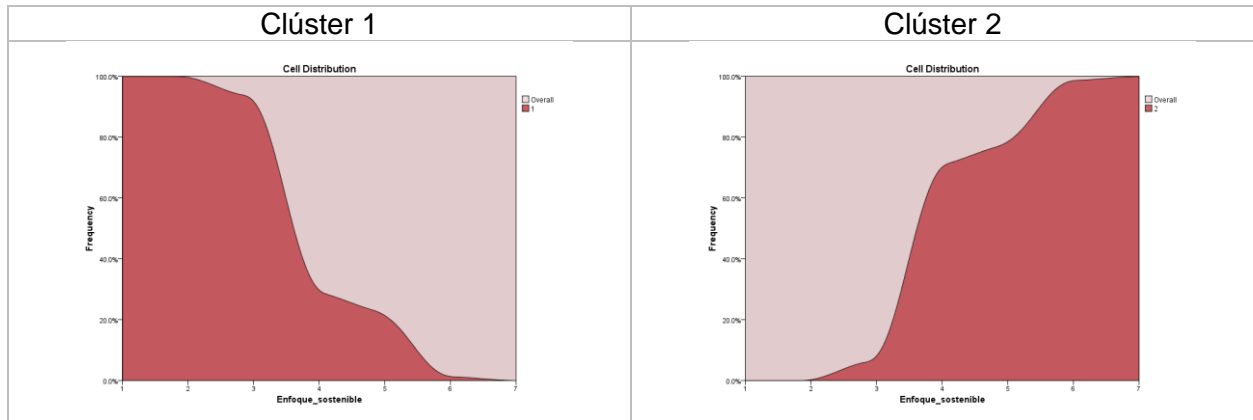 Clúster 1
Clúster 2
Cell Distribution
100.0%
80.0%
60.0%
40.0%
20.0%
0.0%
Frequency
1 2 3 4 5 6 7
Enfoque_sostenible
Overall
1
Cell Distribution
100.0%
80.0%
60.0%
40.0%
20.0%
0.0%
Frequency
1 2 3 4 5 6 7
Enfoque_sostenible
Overall
2